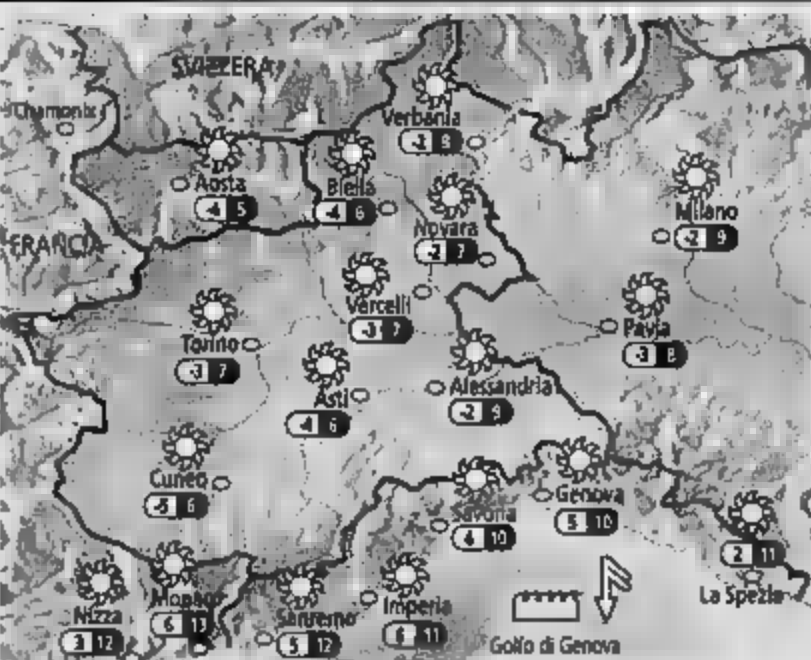 SVIZZERA
Chamonix
Verbania
-2
Aosta
-4 5
Biella
-4 6
Novara
-2 7
Milano
-2 9
FRANCIA
Vercelli
-3 7
Pavia
-3 8
Torino
-3 7
Asti
-4 6
Alessandria
-2 9
Cuneo
-5 6
Savona
4 10
Genova
5 10
2 11
La Spezia
Nizza
3 12
Monaco
6 13
Sanremo
5 12
Imperia
6 11
Golfo di Genova